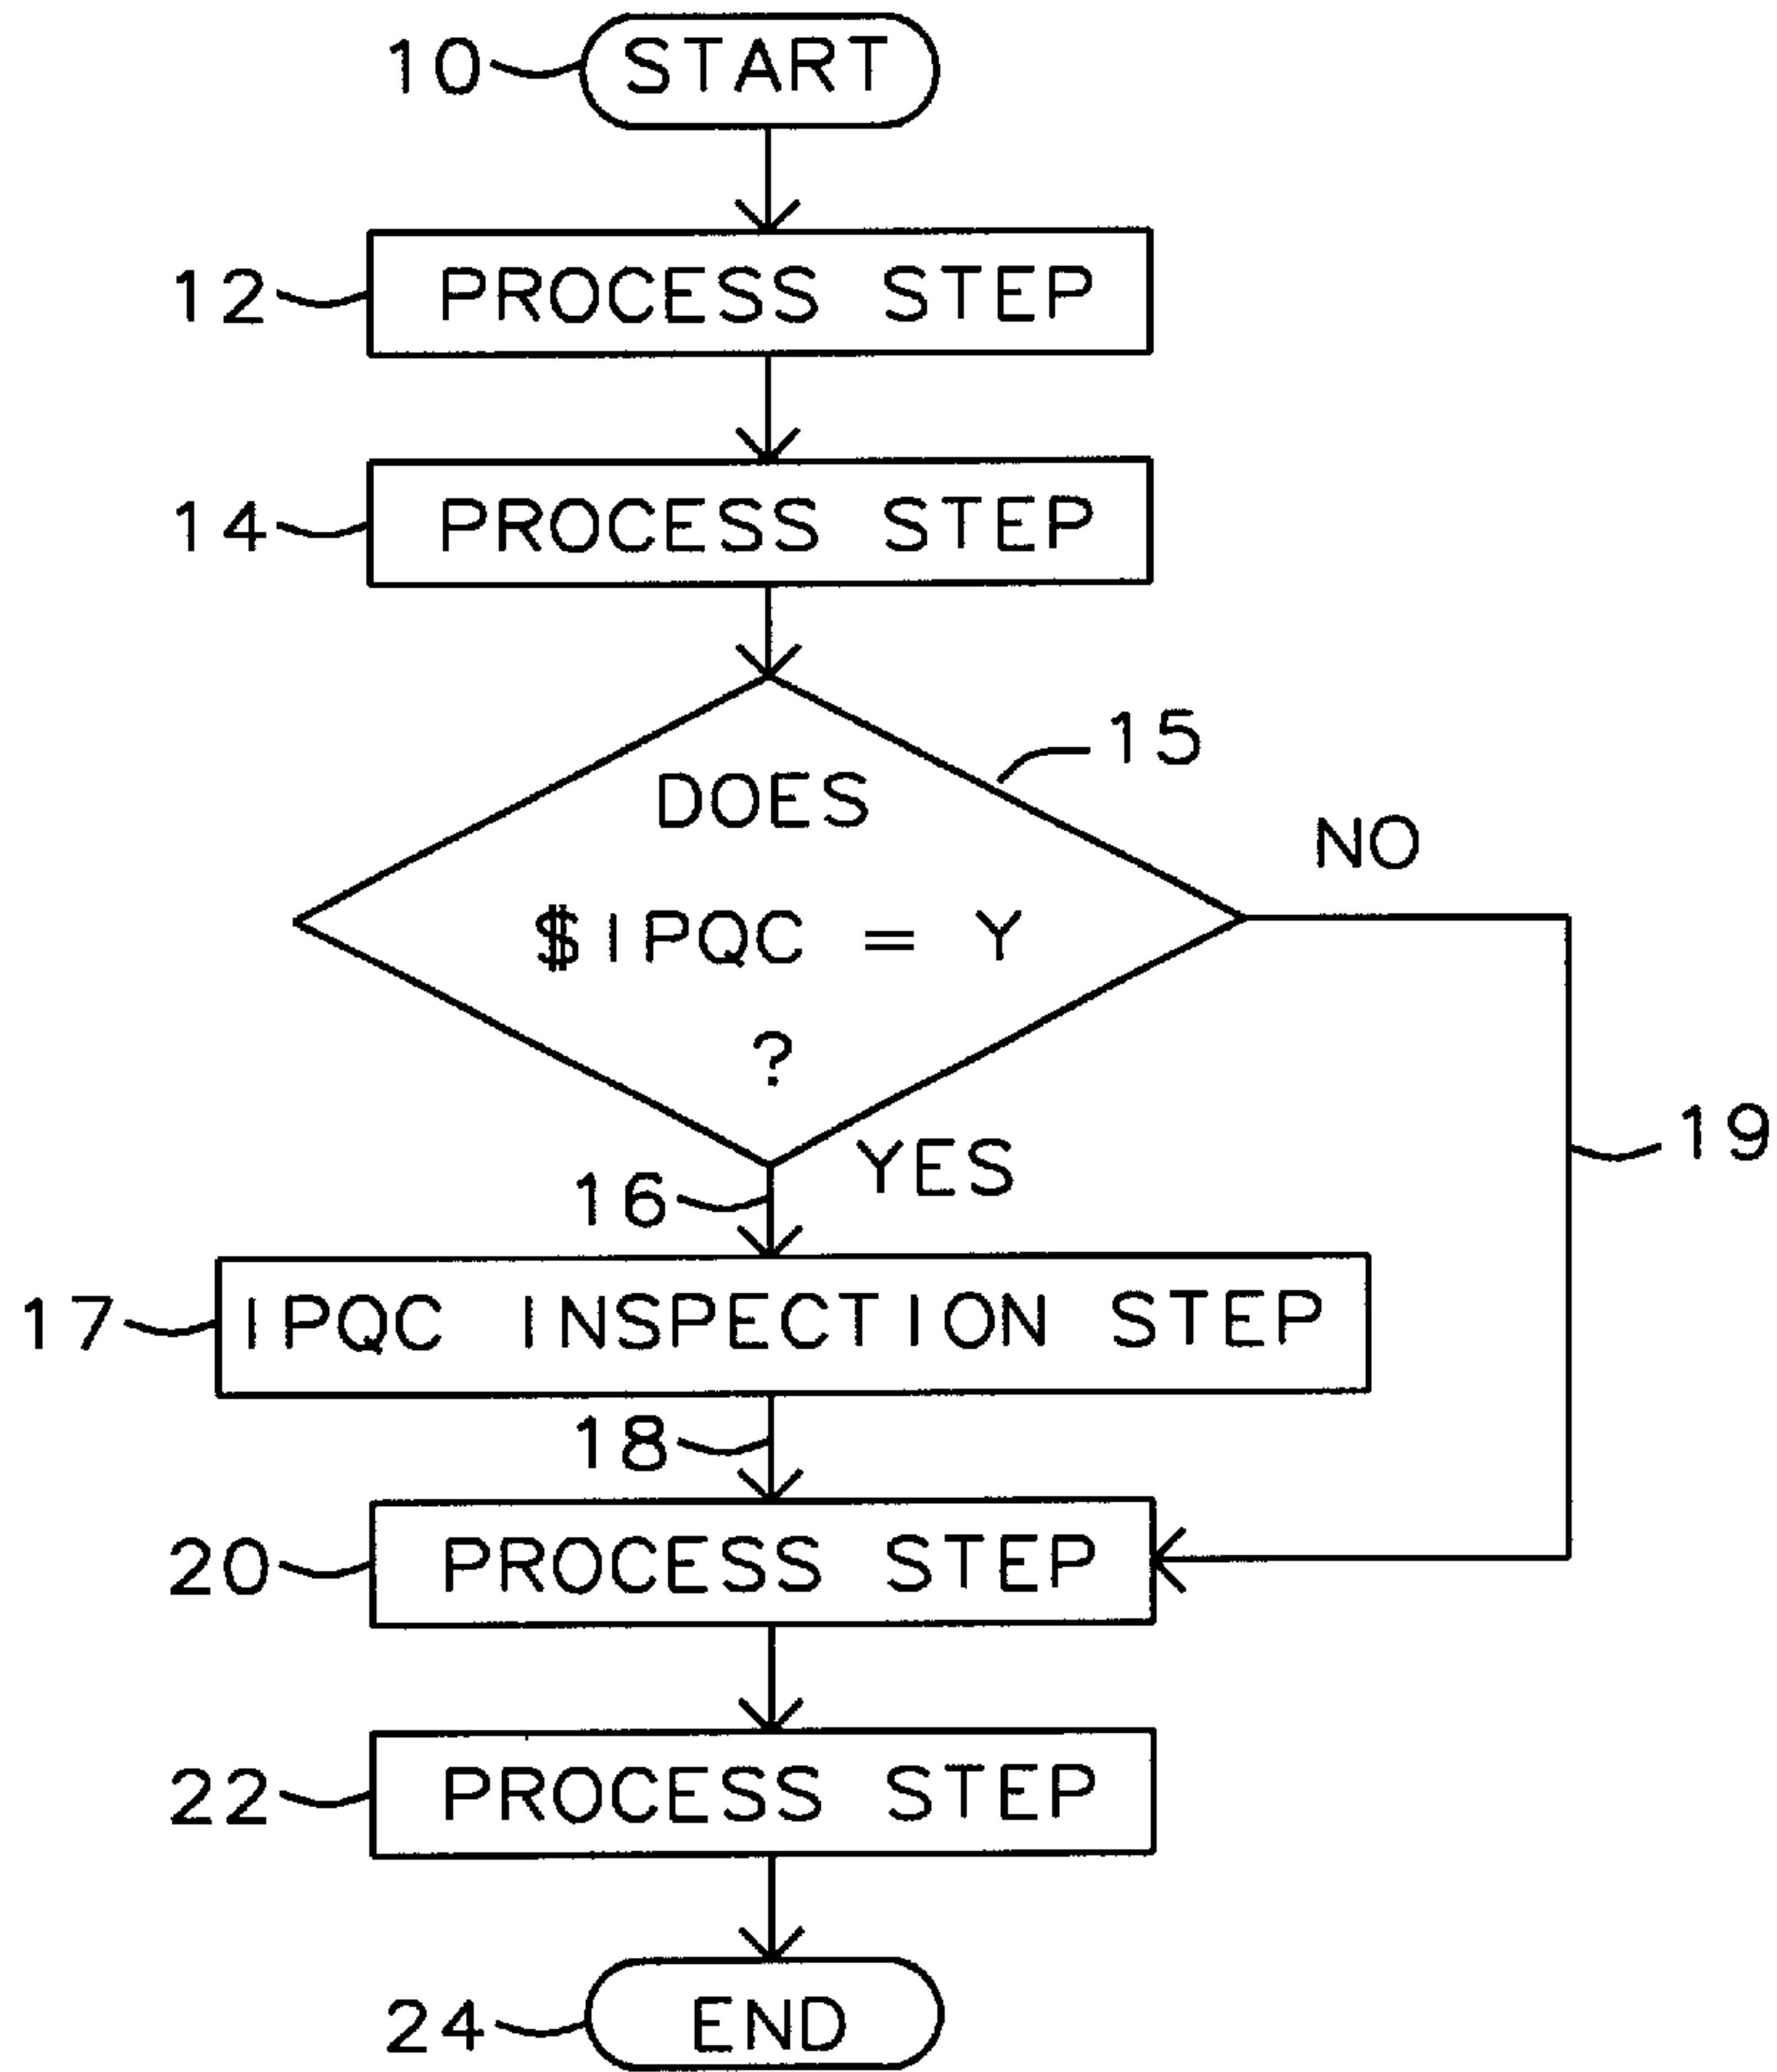 10 START
12 PROCESS STEP
14 PROCESS STEP
15
DOES
NO
$IPQC = Y
?
19
YES
16
17 IPQC INSPECTION STEP
18
20 PROCESS STEP
22 PROCESS STEP
24 END